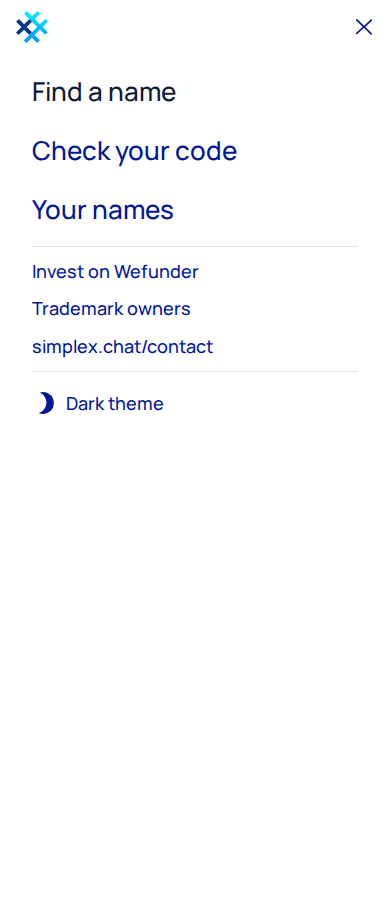 Find a name
Check your code
Your names
Invest on Wefunder
Trademark owners
simplex.chat/contact
Dark theme